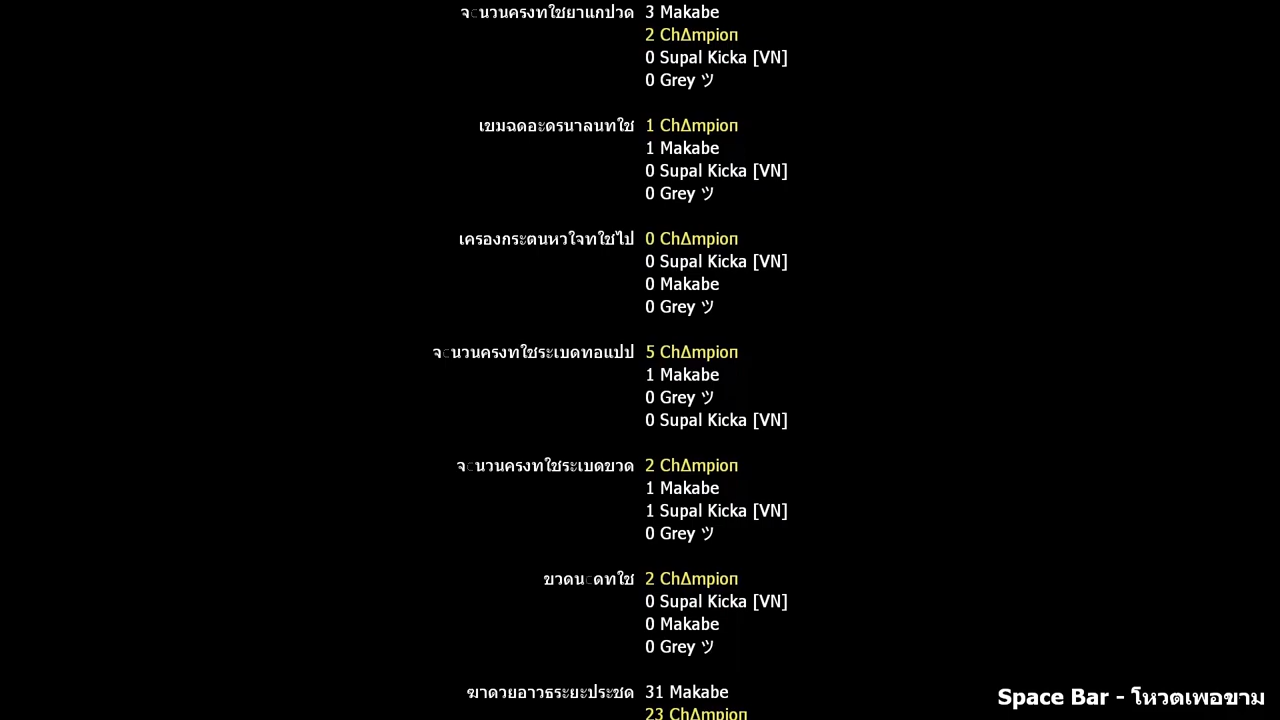 จ◌นวนครงทใชยาแกปวด 3 Makabe
2 ChΔmpioп
0 Supal Kicka [VN]
0 Grey ツ
เขมฉดอะดรนาลนทใช 1 ChΔmpioп
1 Makabe
0 Supal Kicka [VN]
0 Grey ツ
เครองกระตนหวใจทใชไป 0 ChΔmpioп
0 Supal Kicka [VN]
0 Makabe
0 Grey ツ
จ◌นวนครงทใชระเบดทอแปป 5 ChΔmpioп
1 Makabe
0 Grey ツ
0 Supal Kicka [VN]
จ◌นวนครงทใชระเบดขวด 2 ChΔmpioп
1 Makabe
1 Supal Kicka [VN]
0 Grey ツ
ขวดน◌ดทใช 2 ChΔmpioп
0 Supal Kicka [VN]
0 Makabe
0 Grey ツ
ฆาดวยอาวธระยะประชด 31 Makabe
23 ChΔmpioп
Space Bar - โหวตเพอขาม